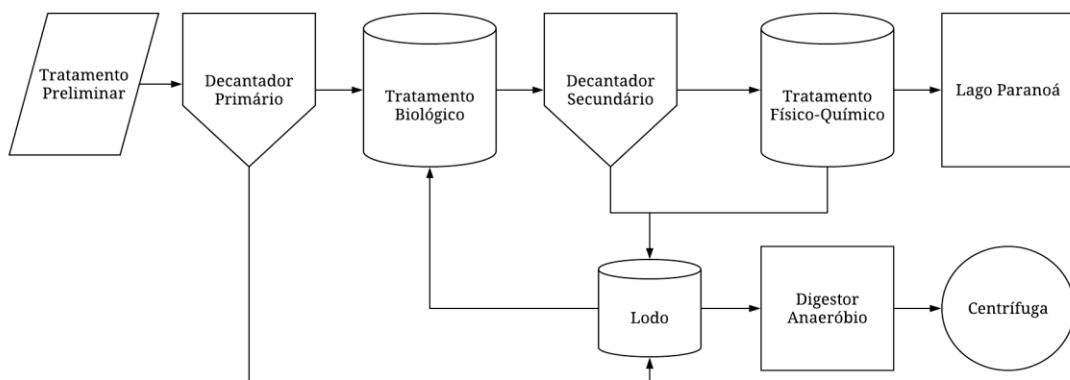 Tratamento
Preliminar
Decantador
Primário
Tratamento
Biológico
Decantador
Secundário
Tratamento
Físico-Químico
Lago Paranoá
Lodo
Digestor
Anaeróbio
Centrífuga